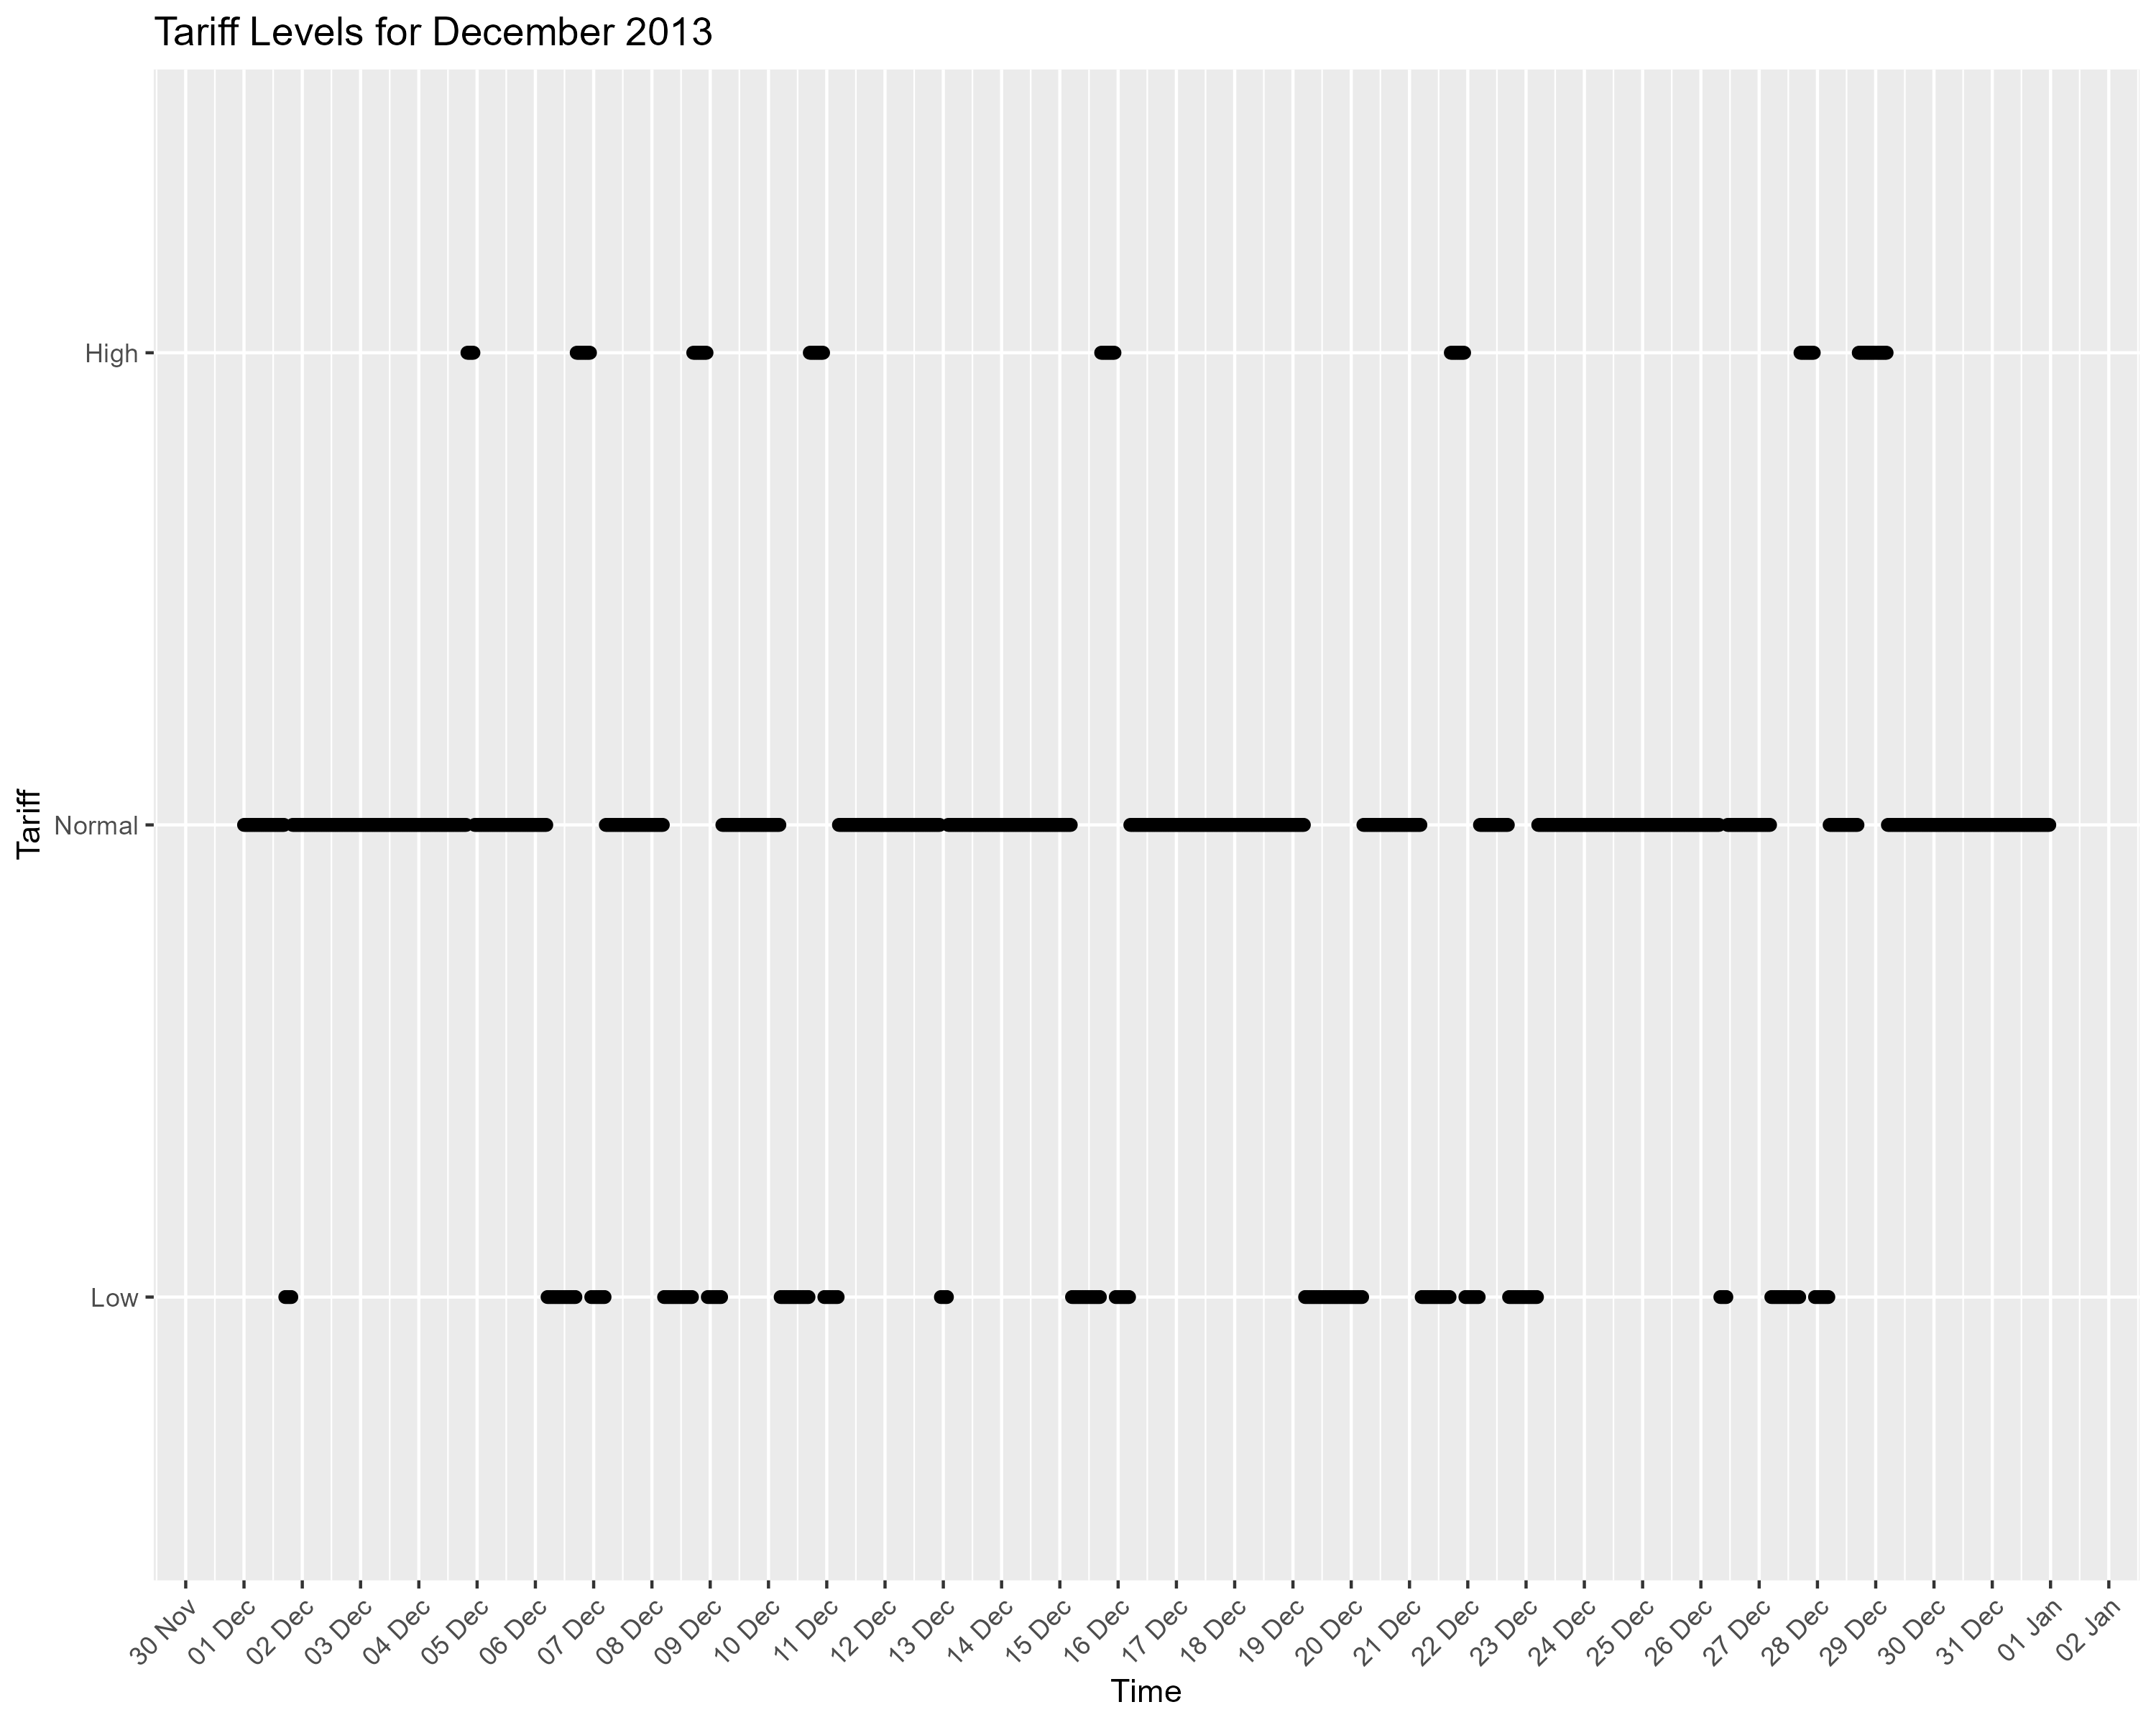 Tariff Levels for December 2013
Tariff
High
Normal
Low
30 Nov
01 Dec
02 Dec
03 Dec
04 Dec
05 Dec
06 Dec
07 Dec
08 Dec
09 Dec
10 Dec
11 Dec
12 Dec
13 Dec
14 Dec
15 Dec
16 Dec
17 Dec
18 Dec
19 Dec
20 Dec
21 Dec
22 Dec
23 Dec
24 Dec
25 Dec
26 Dec
27 Dec
28 Dec
29 Dec
30 Dec
31 Dec
01 Jan
02 Jan
Time